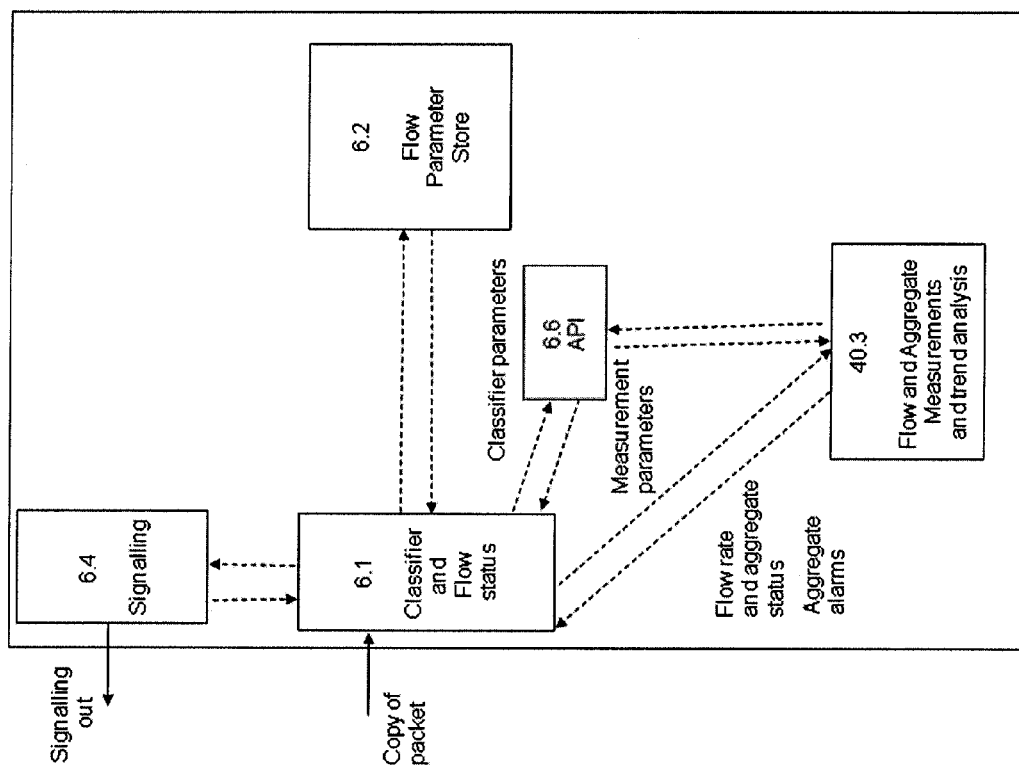 Signalling
out
6.4
Signalling
Copy of
packet
6.1
Classifier
and
Flow
status
6.2
Flow
Parameter
Store
Classifier parameters
6.6
API
Measurement
parameters
Flow rate
and aggregate
status
Aggregate
alarms
40.3
Flow and Aggregate
Measurements
and trend analysis